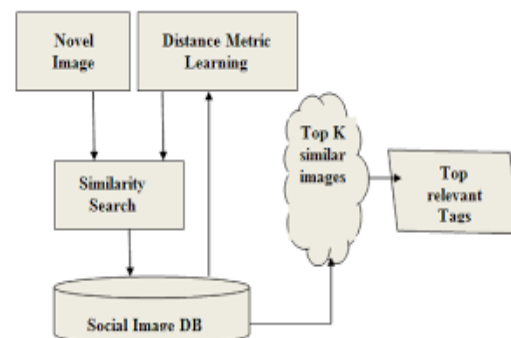 Novel
Image
Distance Metric
Learning
Top K
similar
images
Top
relevant
Tags
Similarity
Search
Social Image DB